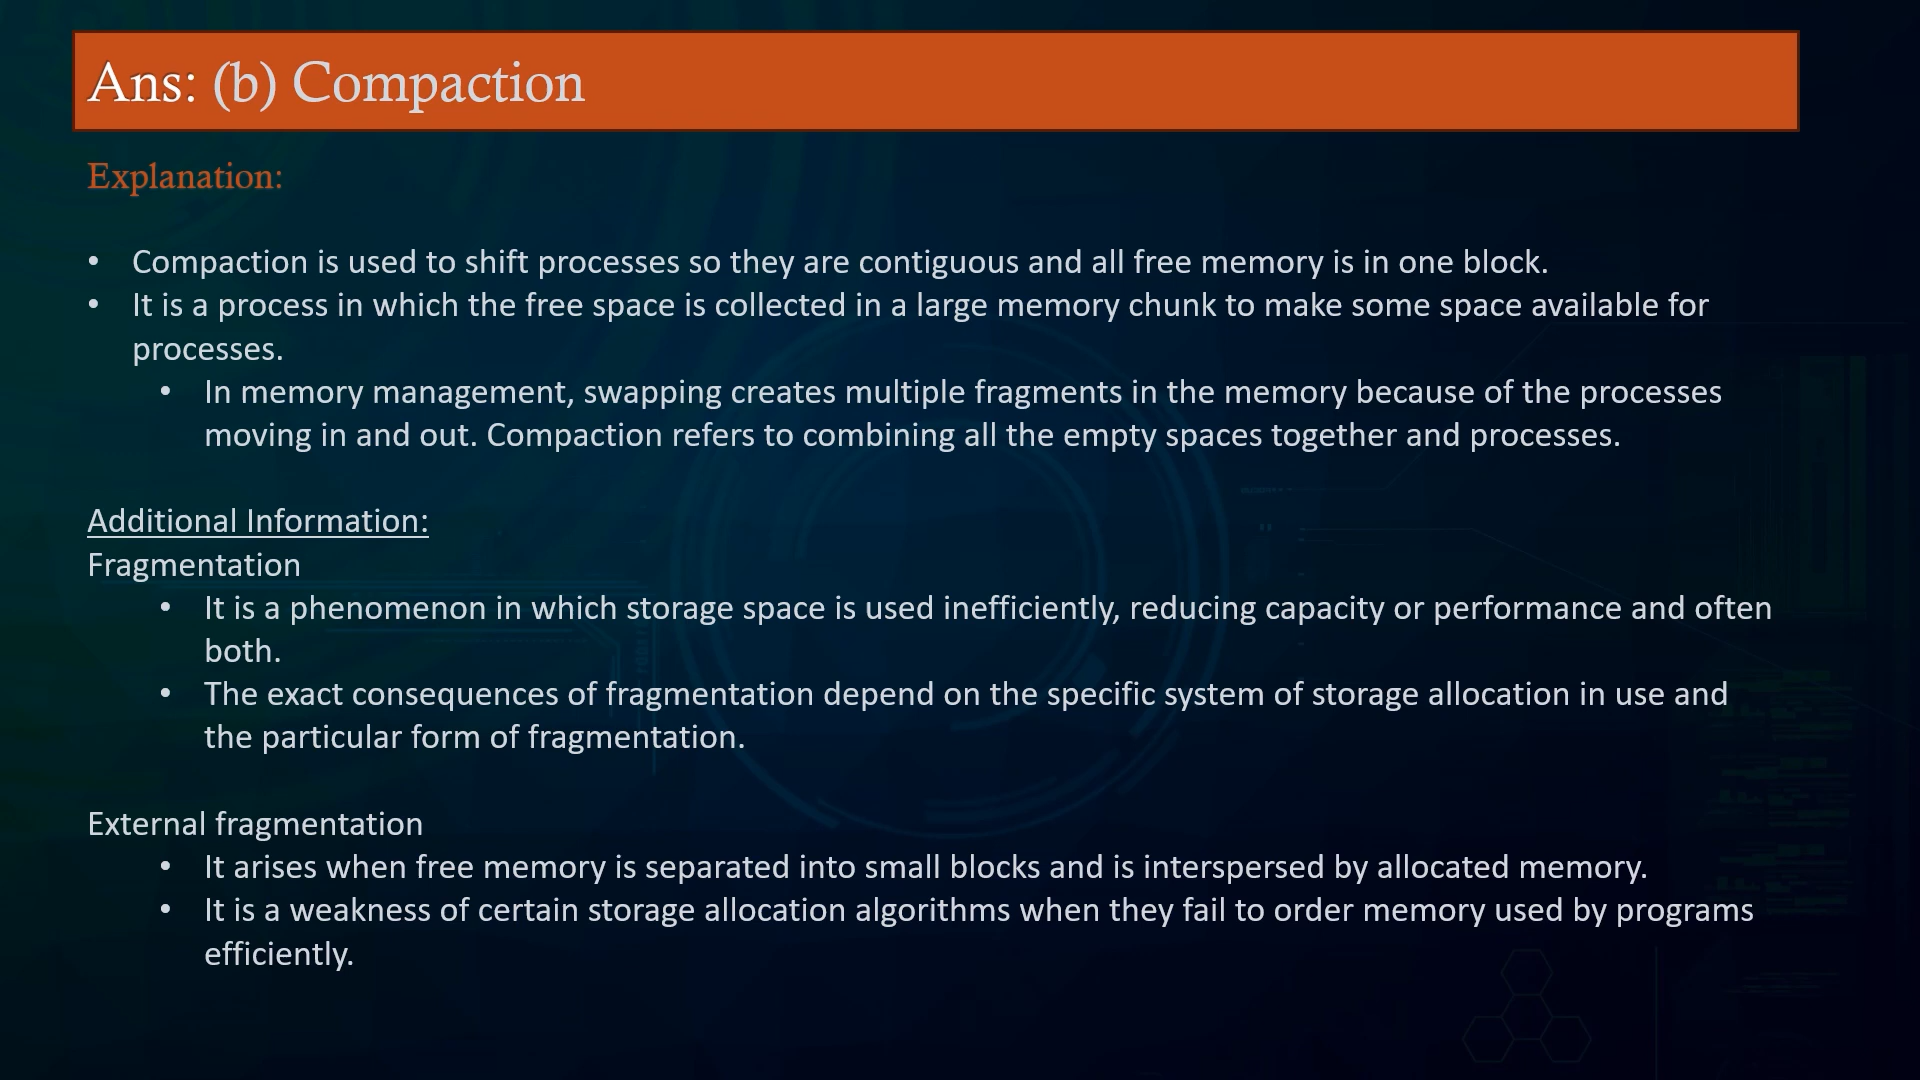 Ans: (b) Compaction
Explanation:
• Compaction is used to shift processes so they are contiguous and all free memory is in one block.
• It is a process in which the free space is collected in a large memory chunk to make some space available for
processes.
• In memory management, swapping creates multiple fragments in the memory because of the processes
moving in and out. Compaction refers to combining all the empty spaces together and processes.
Additional Information:
Fragmentation
• It is a phenomenon in which storage space is used inefficiently, reducing capacity or performance and often
both.
• The exact consequences of fragmentation depend on the specific system of storage allocation in use and
the particular form of fragmentation.
External fragmentation
• It arises when free memory is separated into small blocks and is interspersed by allocated memory.
• It is a weakness of certain storage allocation algorithms when they fail to order memory used by programs
efficiently.